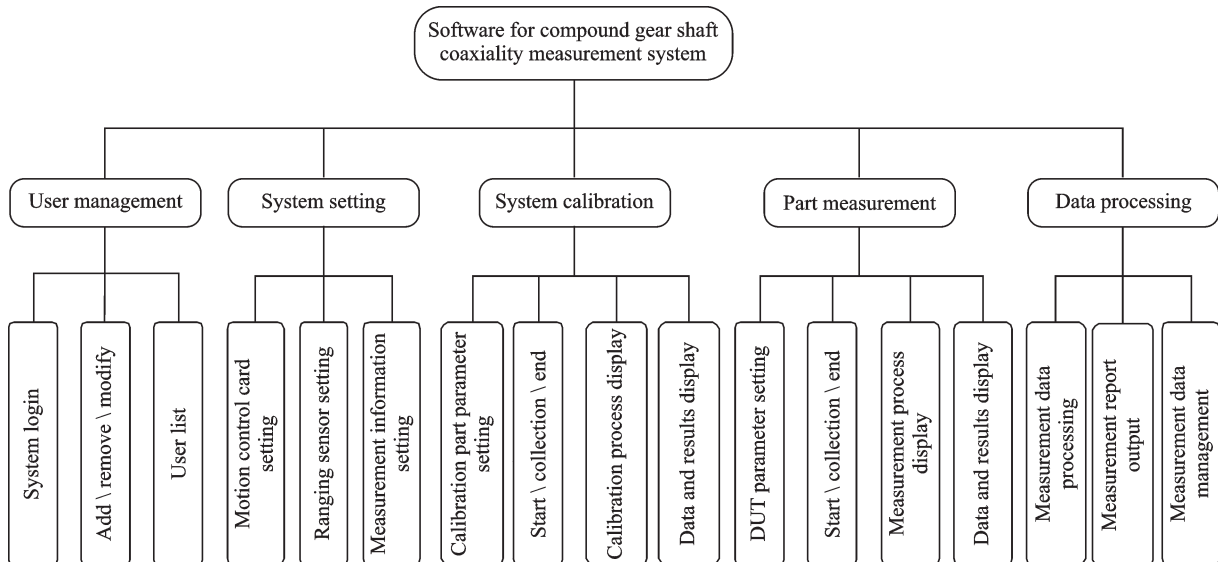 Software for compound gear shaft
coaxiality measurement system
User management
System setting
System calibration
Part measurement
Data processing
System login
Add \ remove \ modify
User list
Motion control card
setting
Ranging sensor setting
Measurement information
setting
Calibration part parameter
setting
Start \ collection \ end
Calibration process display
Data and results display
DUT parameter setting
Start \ collection \ end
Measurement process
display
Data and results display
Measurement data
processing
Measurement report
output
Measurement data
management